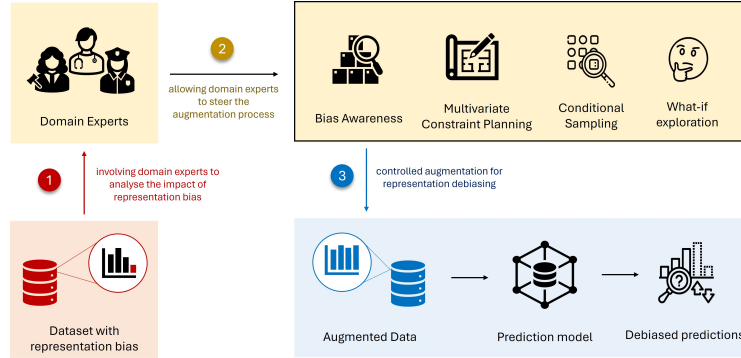 Domain Experts
2
allowing domain experts
to steer the
augmentation process
Bias Awareness
Multivariate
Constraint Planning
Conditional
Sampling
What-if
exploration
1
involving domain experts to
analyse the impact of
representation bias
3
controlled augmentation for
representation debiasing
Dataset with
representation bias
Augmented Data
Prediction model
?
Debiased predictions